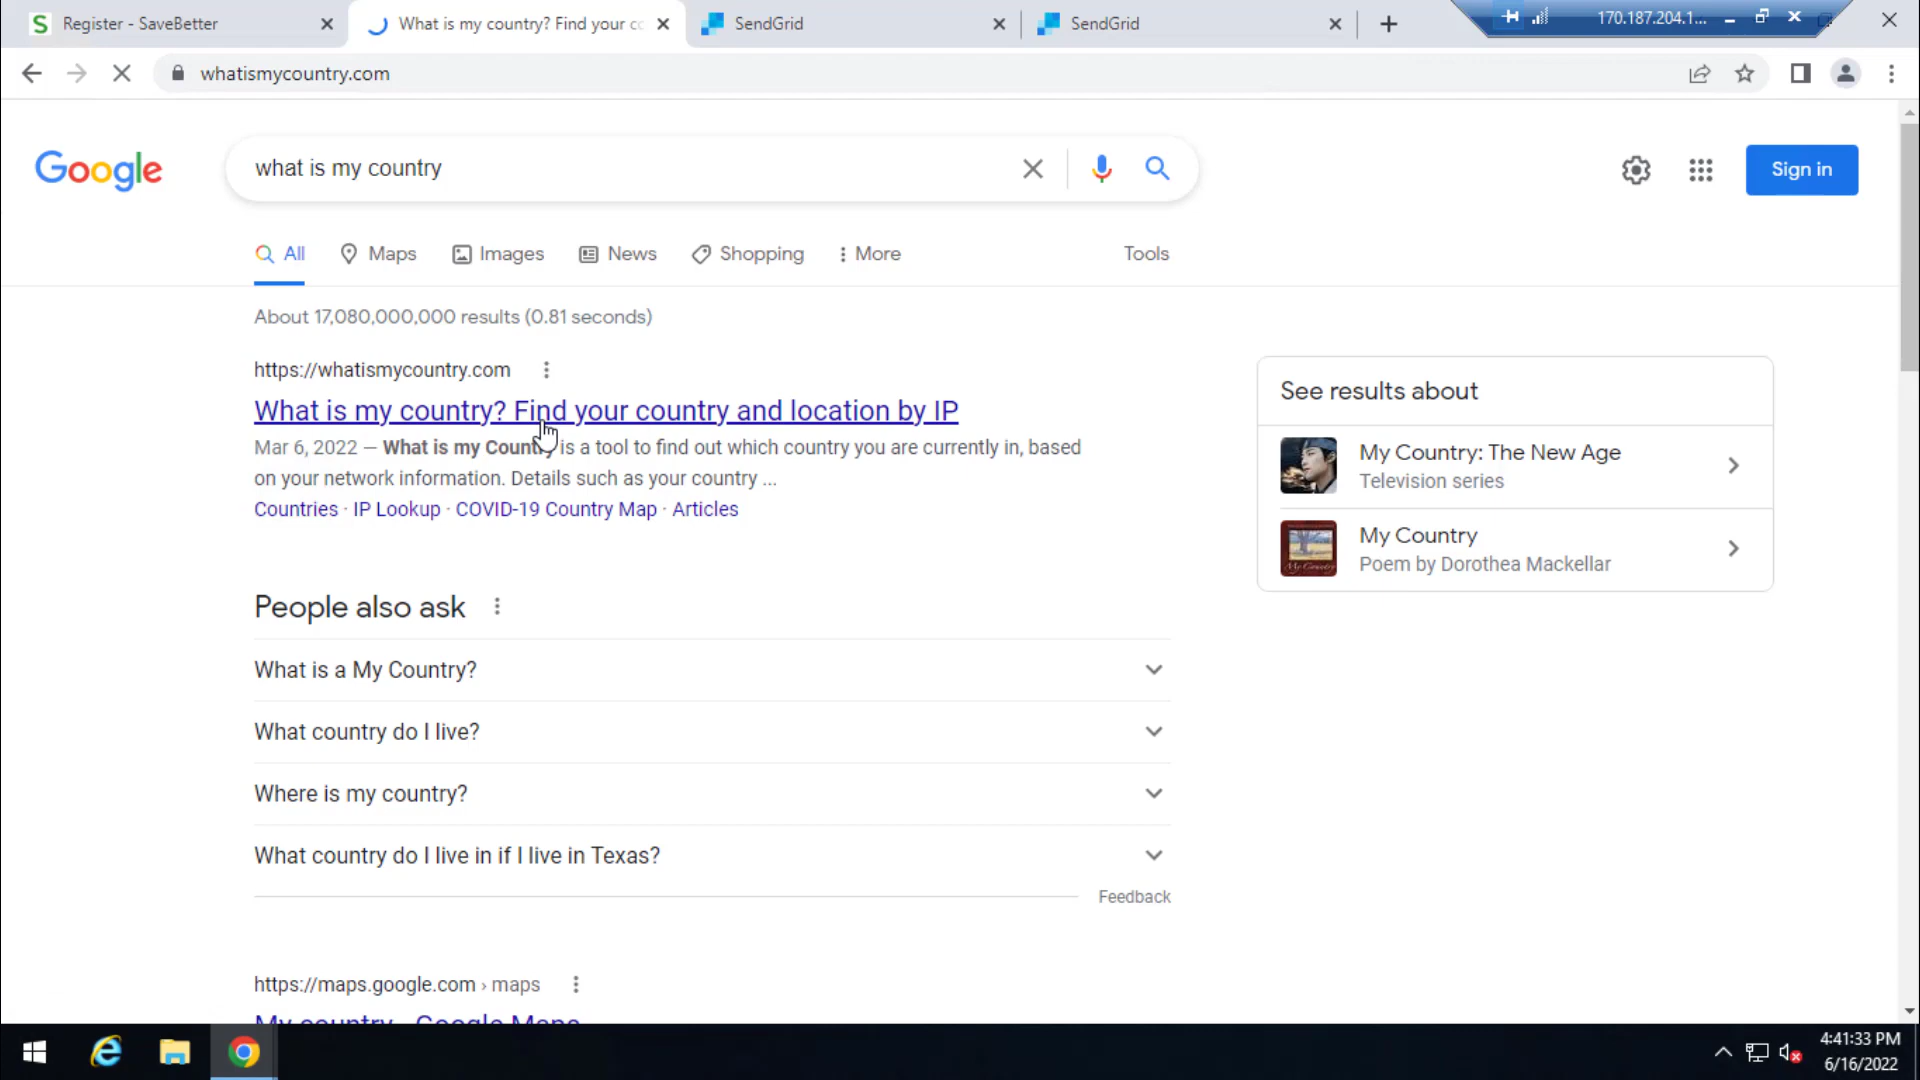 Register - SaveBetter
What is my country? Find your co
SendGrid
SendGrid
170.187.204.1...
whatismycountry.com
Google
what is my country
Sign in
All
Maps
Images
News
Shopping
More
Tools
About 17,080,000,000 results (0.81 seconds)
https://whatismycountry.com
What is my country? Find your country and location by IP
Mar 6, 2022 — What is my Country is a tool to find out which country you are currently in, based
on your network information. Details such as your country ...
Countries · IP Lookup · COVID-19 Country Map · Articles
See results about
My Country: The New Age
Television series
My Country
Poem by Dorothea Mackellar
People also ask
What is a My Country?
What country do I live?
Where is my country?
What country do I live in if I live in Texas?
Feedback
https://maps.google.com › maps
My country - Google Maps
4:41:33 PM
6/16/2022